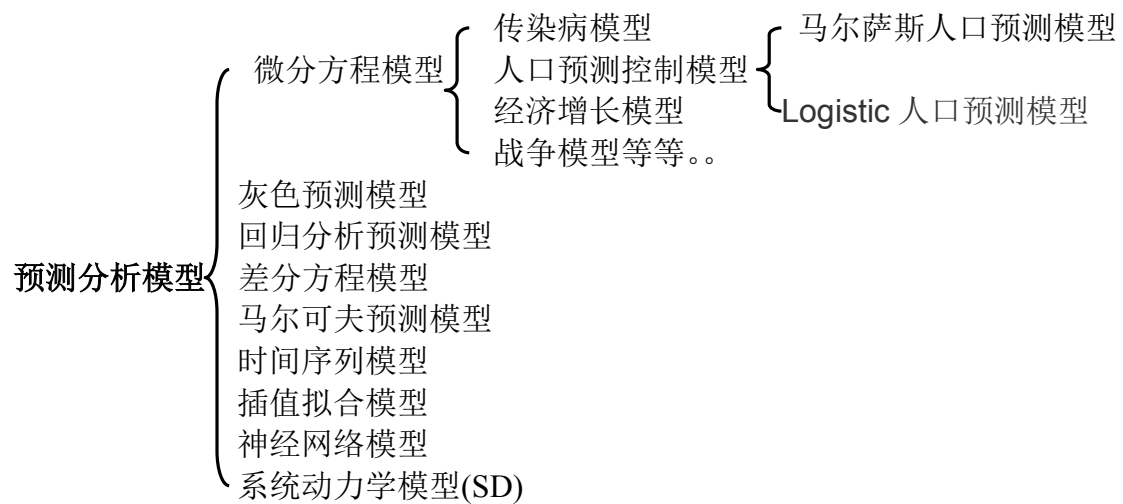 传染病模型 马尔萨斯人口预测模型
微分方程模型 人口预测控制模型
经济增长模型 Logistic 人口预测模型
战争模型等等。。
灰色预测模型
回归分析预测模型
预测分析模型 差分方程模型
马尔可夫预测模型
时间序列模型
插值拟合模型
神经网络模型
系统动力学模型(SD)